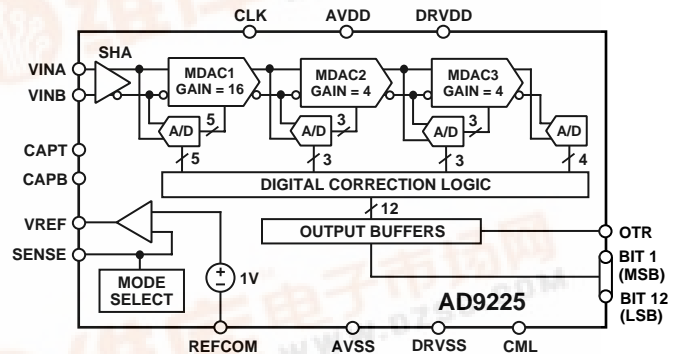 CLK AVDD DRVDD
SHA
VINA
VINB
MDAC1
GAIN = 16
MDAC2
GAIN = 4
MDAC3
GAIN = 4
A/D 5 A/D 3 A/D 3 A/D
5 3 3 4
CAPT
CAPB
DIGITAL CORRECTION LOGIC
12
VREF
OUTPUT BUFFERS
OTR
SENSE
MODE
SELECT
+
–
1V
BIT 1
(MSB)
BIT 12
(LSB)
AD9225
REFCOM AVSS DRVSS CML